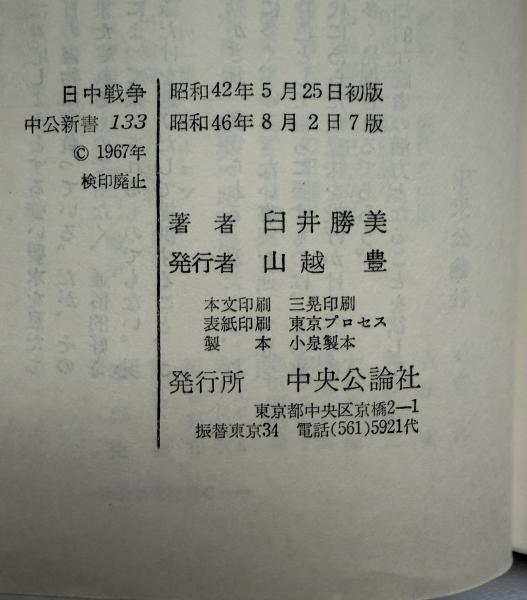 日中戦争
中公新書 133
© 1967年
検印廃止
昭和42年5月25日初版
昭和46年8月2日7版
著者 臼井勝美
発行者 山越豊
本文印刷 三晃印刷
表紙印刷 東京プロセス
製本 小泉製本
発行所 中央公論社
東京都中央区京橋2—1
振替東京34 電話(561)5921代